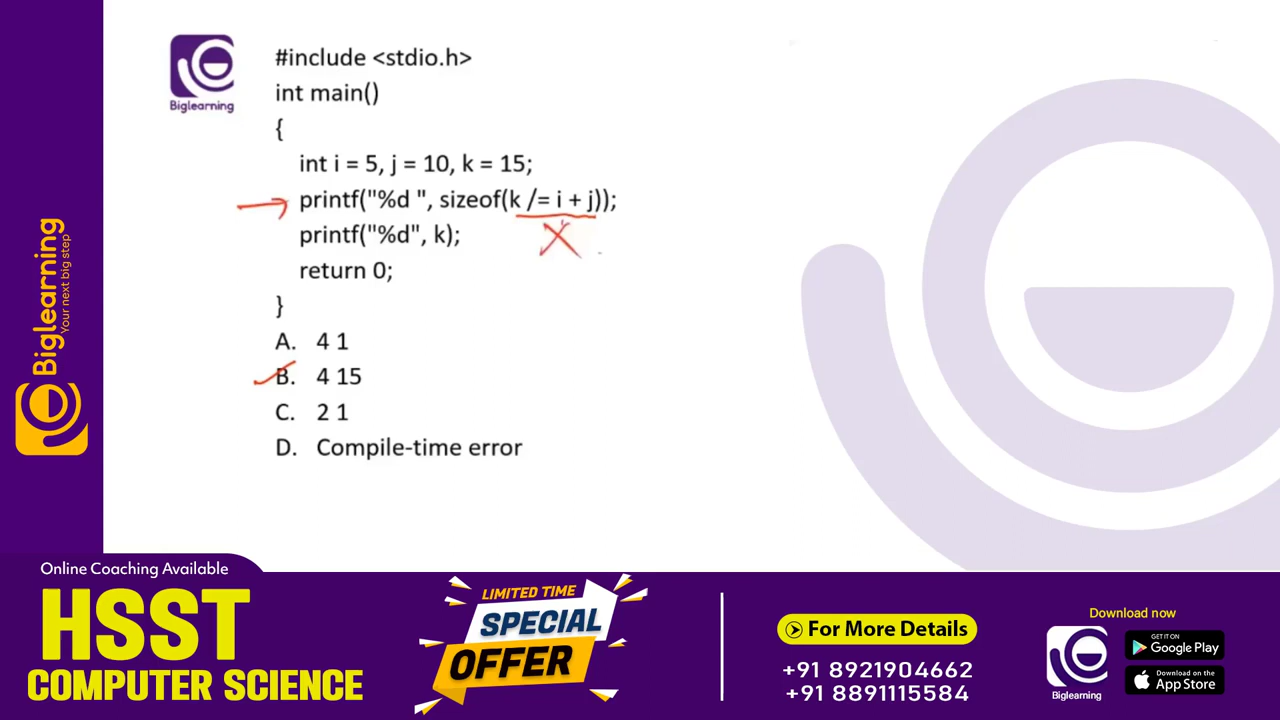 Biglearning
Your next big step
Biglearning
#include <stdio.h>
int main()
{
int i = 5, j = 10, k = 15;
printf("%d ", sizeof(k /= i + j));
printf("%d", k);
return 0;
}
A. 4 1
B. 4 15
C. 2 1
D. Compile-time error
Online Coaching Available
HSST
COMPUTER SCIENCE
LIMITED TIME
SPECIAL
OFFER
For More Details
+91 8921904662
+91 8891115584
Download now
Biglearning
GET IT ON
Google Play
Download on the
App Store